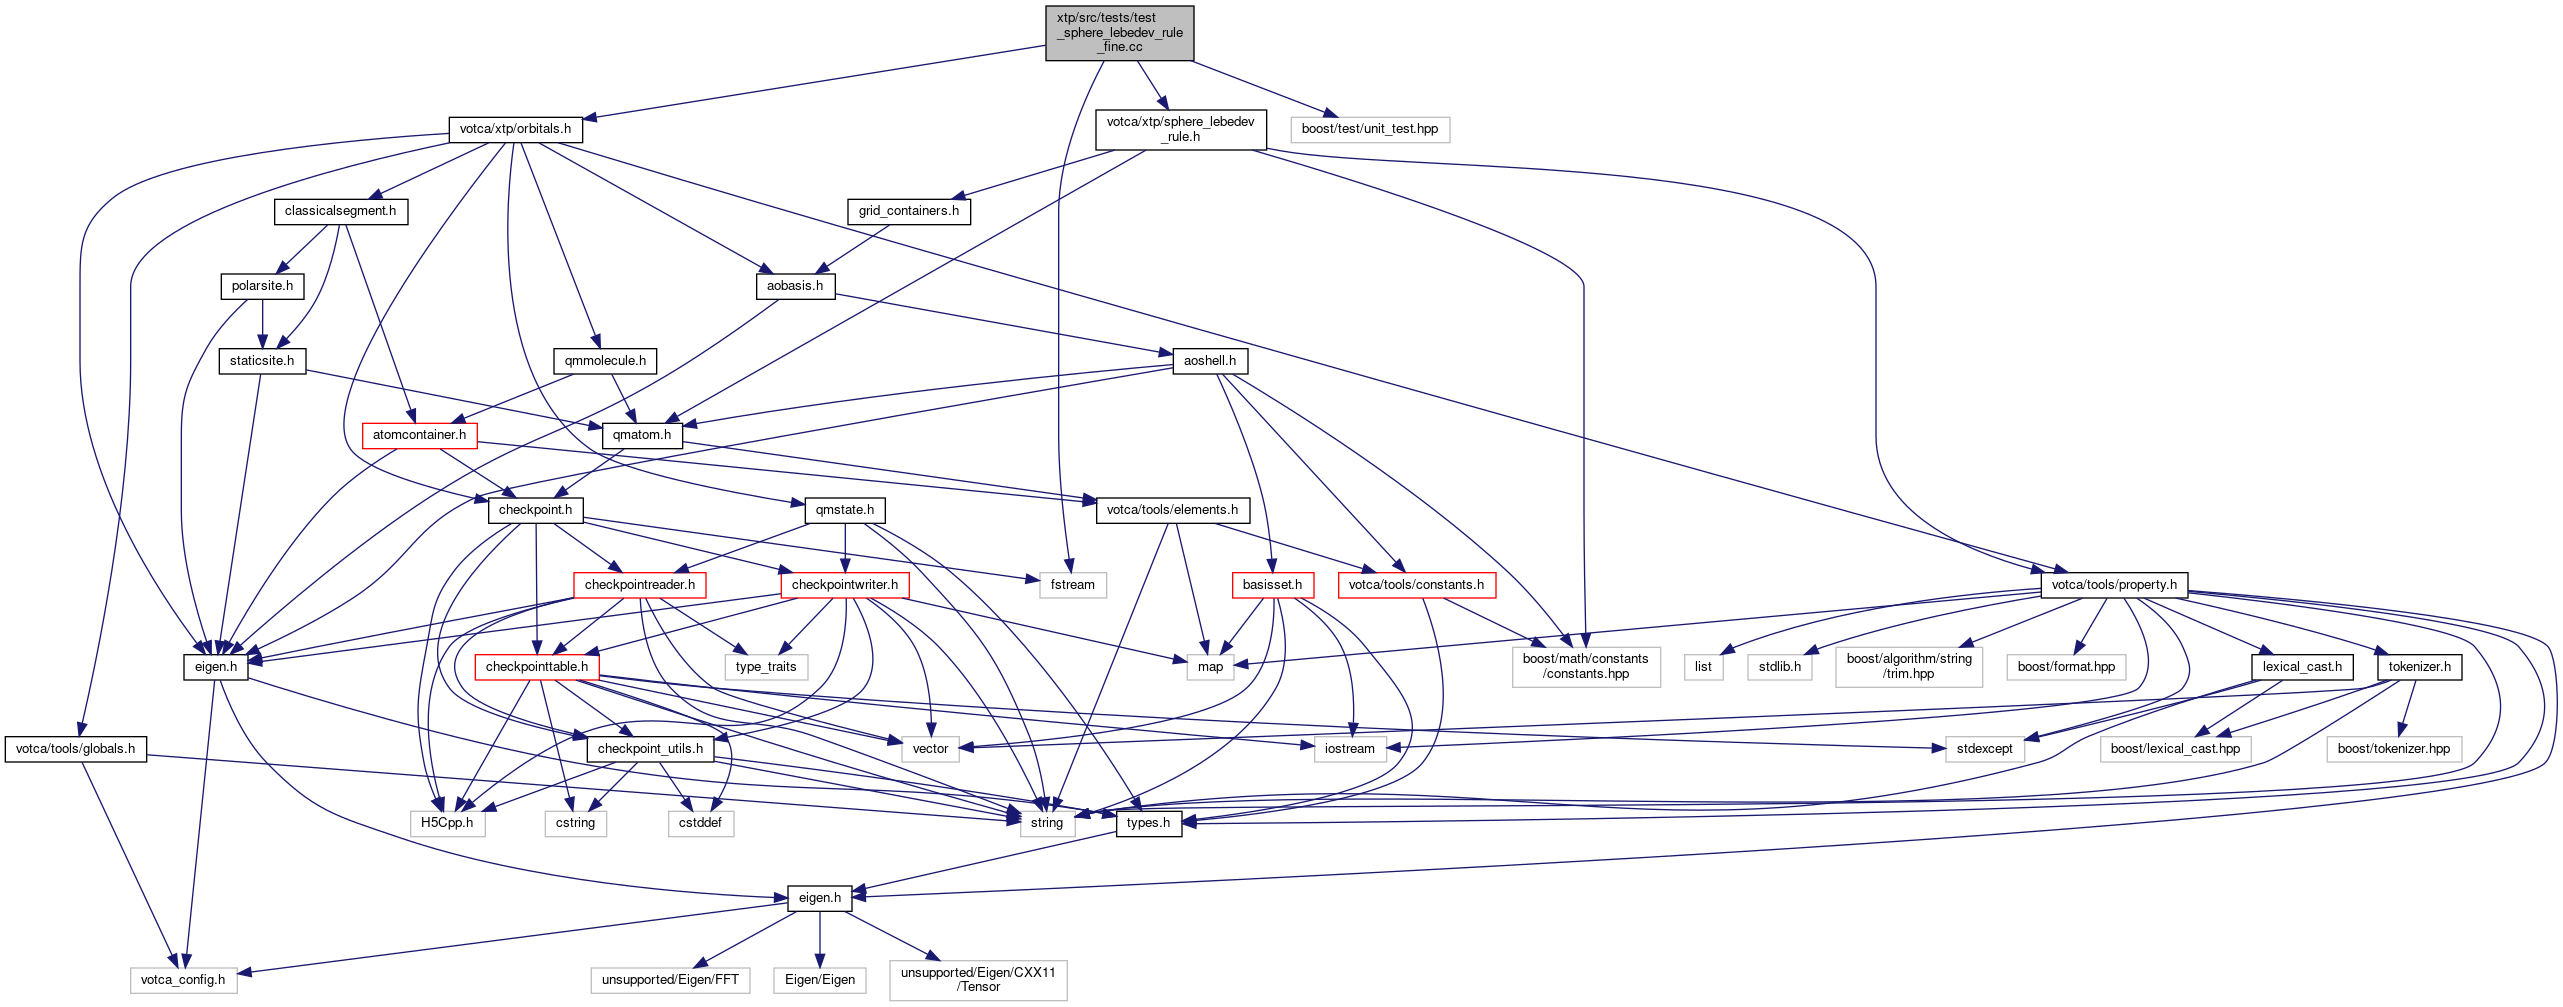 xtp/src/tests/test
_sphere_lebedev_rule
_fine.cc
votca/xtp/orbitals.h
votca/xtp/sphere_lebedev
_rule.h
boost/test/unit_test.hpp
classicalsegment.h
grid_containers.h
polarsite.h
aobasis.h
staticsite.h
qmmolecule.h
aoshell.h
atomcontainer.h
qmatom.h
checkpoint.h
qmstate.h
votca/tools/elements.h
checkpointreader.h
checkpointwriter.h
fstream
basisset.h
votca/tools/constants.h
votca/tools/property.h
eigen.h
checkpointtable.h
type_traits
map
boost/math/constants
/constants.hpp
list
stdlib.h
boost/algorithm/string
/trim.hpp
boost/format.hpp
lexical_cast.h
tokenizer.h
votca/tools/globals.h
checkpoint_utils.h
vector
iostream
stdexcept
boost/lexical_cast.hpp
boost/tokenizer.hpp
H5Cpp.h
cstring
cstddef
string
types.h
eigen.h
votca_config.h
unsupported/Eigen/FFT
Eigen/Eigen
unsupported/Eigen/CXX11
/Tensor